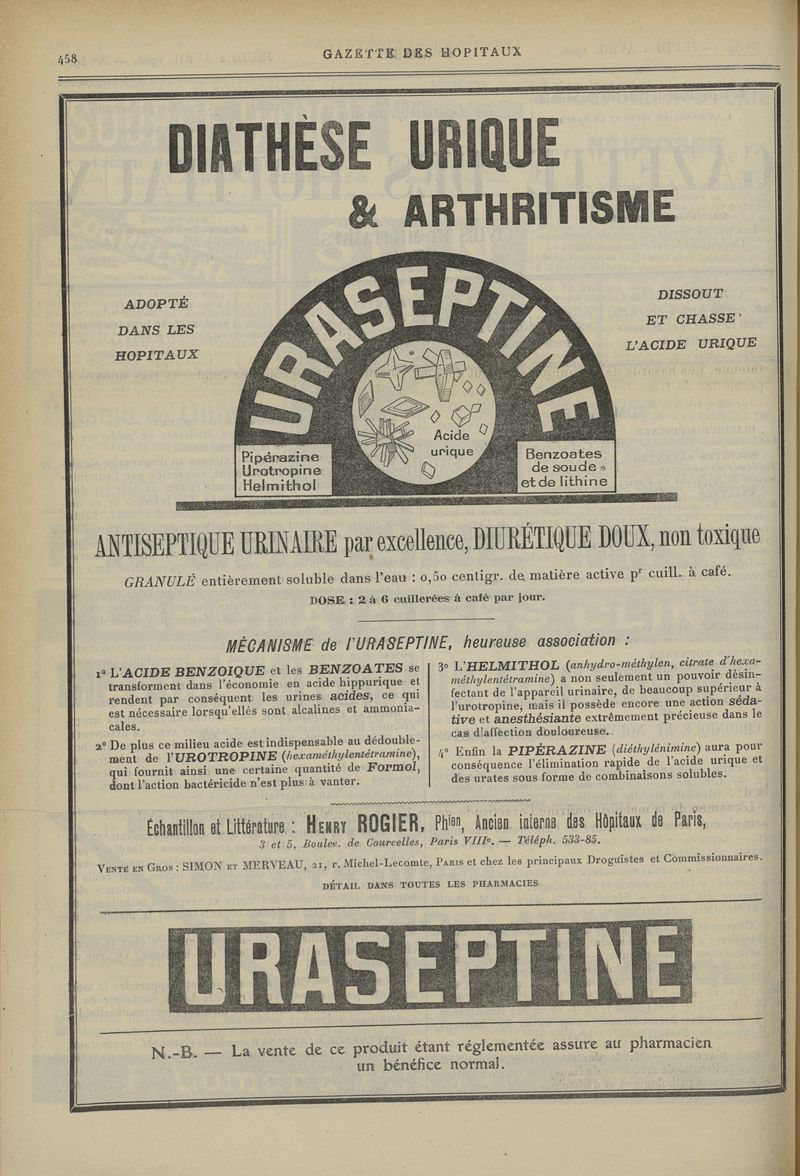 458
GAZETTE DES HOPITAUX
DIATHÈSE URIQUE
& ARTHRITISME
ADOPTÉ
DANS LES
HOPITAUX
DISSOUT
ET CHASSE
L'ACIDE URIQUE
URASEPTINE
Acide
urique
Pipérazine
Urotropine
Helmithol
Benzoates
de soude
et de lithine
ANTISEPTIQUE URINAIRE par excellence, DIURÉTIQUE DOUX, non toxique
GRANULÉ entièrement soluble dans l'eau : 0,50 centigr. de matière active pr cuill. à café.
DOSE : 2 à 6 cuillerées à café par jour.
MÉCANISME de l'URASEPTINE, heureuse association :
1° L'ACIDE BENZOIQUE et les BENZOATES se
transforment dans l'économie en acide hippurique et
rendent par conséquent les urines acides, ce qui
est nécessaire lorsqu'elles sont alcalines et ammonia-
cales.
2° De plus ce milieu acide est indispensable au dédouble-
ment de l'UROTROPINE (hexaméthylentétramine),
qui fournit ainsi une certaine quantité de Formol,
dont l'action bactéricide n'est plus à vanter.
3° L'HELMITHOL (anhydro-méthylen, citrate d'hexa-
méthylentétramine) a non seulement un pouvoir désin-
fectant de l'appareil urinaire, de beaucoup supérieur à
l'urotropine, mais il possède encore une action séda-
tive et anesthésiante extrêmement précieuse dans le
cas d'affection douloureuse.
4° Enfin la PIPÉRAZINE (diéthylénimine) aura pour
conséquence l'élimination rapide de l'acide urique et
des urates sous forme de combinaisons solubles.
Échantillon et Littérature : HENRY ROGIER, Phien, Ancien interne des Hôpitaux de Paris,
3 et 5, Boulev. de Courcelles, Paris VIIIe. — Téléph. 533-85.
VENTE EN GROS : SIMON ET MERVEAU, 21, r. Michel-Lecomte, PARIS et chez les principaux Droguistes et Commissionnaires.
DÉTAIL DANS TOUTES LES PHARMACIES
URASEPTINE
N.-B. — La vente de ce produit étant réglementée assure au pharmacien
un bénéfice normal.